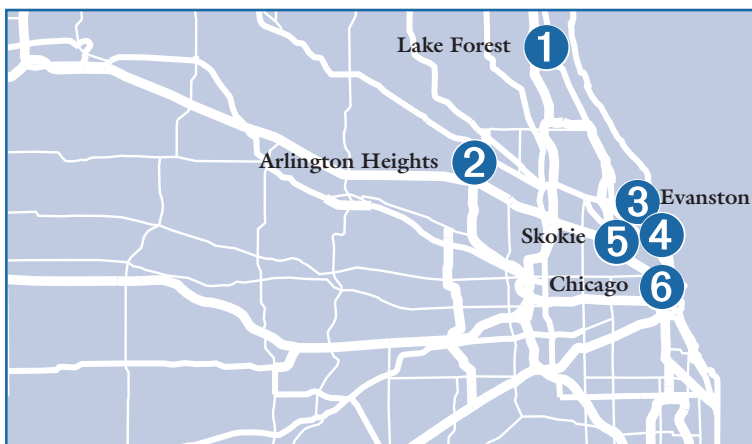 Lake Forest 1
Arlington Heights 2
3 Evanston
Skokie 5 4
Chicago 6